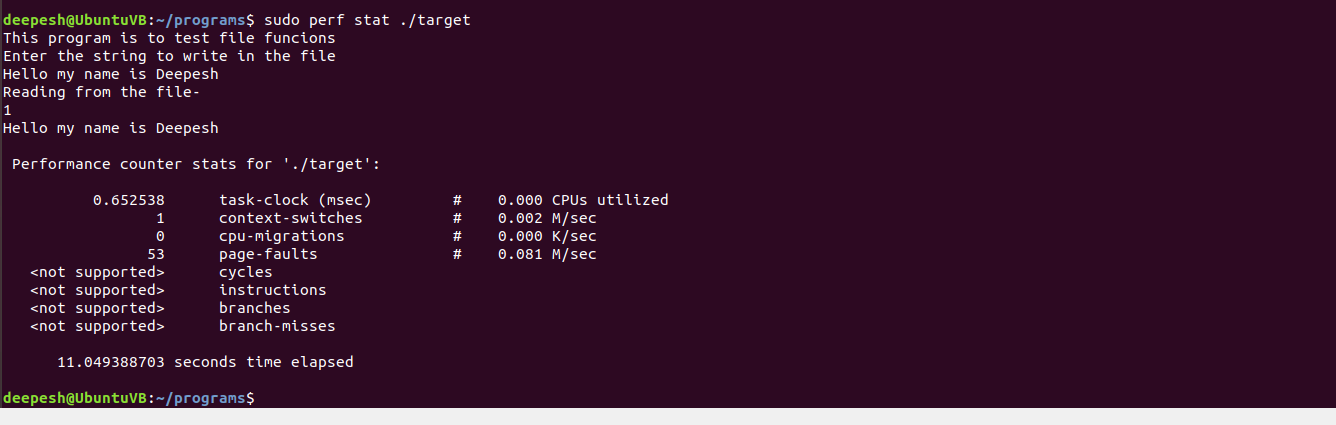 deepesh@UbuntuVB:~/programs$ sudo perf stat ./target
This program is to test file funcions
Enter the string to write in the file
Hello my name is Deepesh
Reading from the file-
1
Hello my name is Deepesh
Performance counter stats for './target':
0.652538 task-clock (msec) # 0.000 CPUs utilized
1 context-switches # 0.002 M/sec
0 cpu-migrations # 0.000 K/sec
53 page-faults # 0.081 M/sec
<not supported> cycles
<not supported> instructions
<not supported> branches
<not supported> branch-misses
11.049388703 seconds time elapsed
deepesh@UbuntuVB:~/programs$